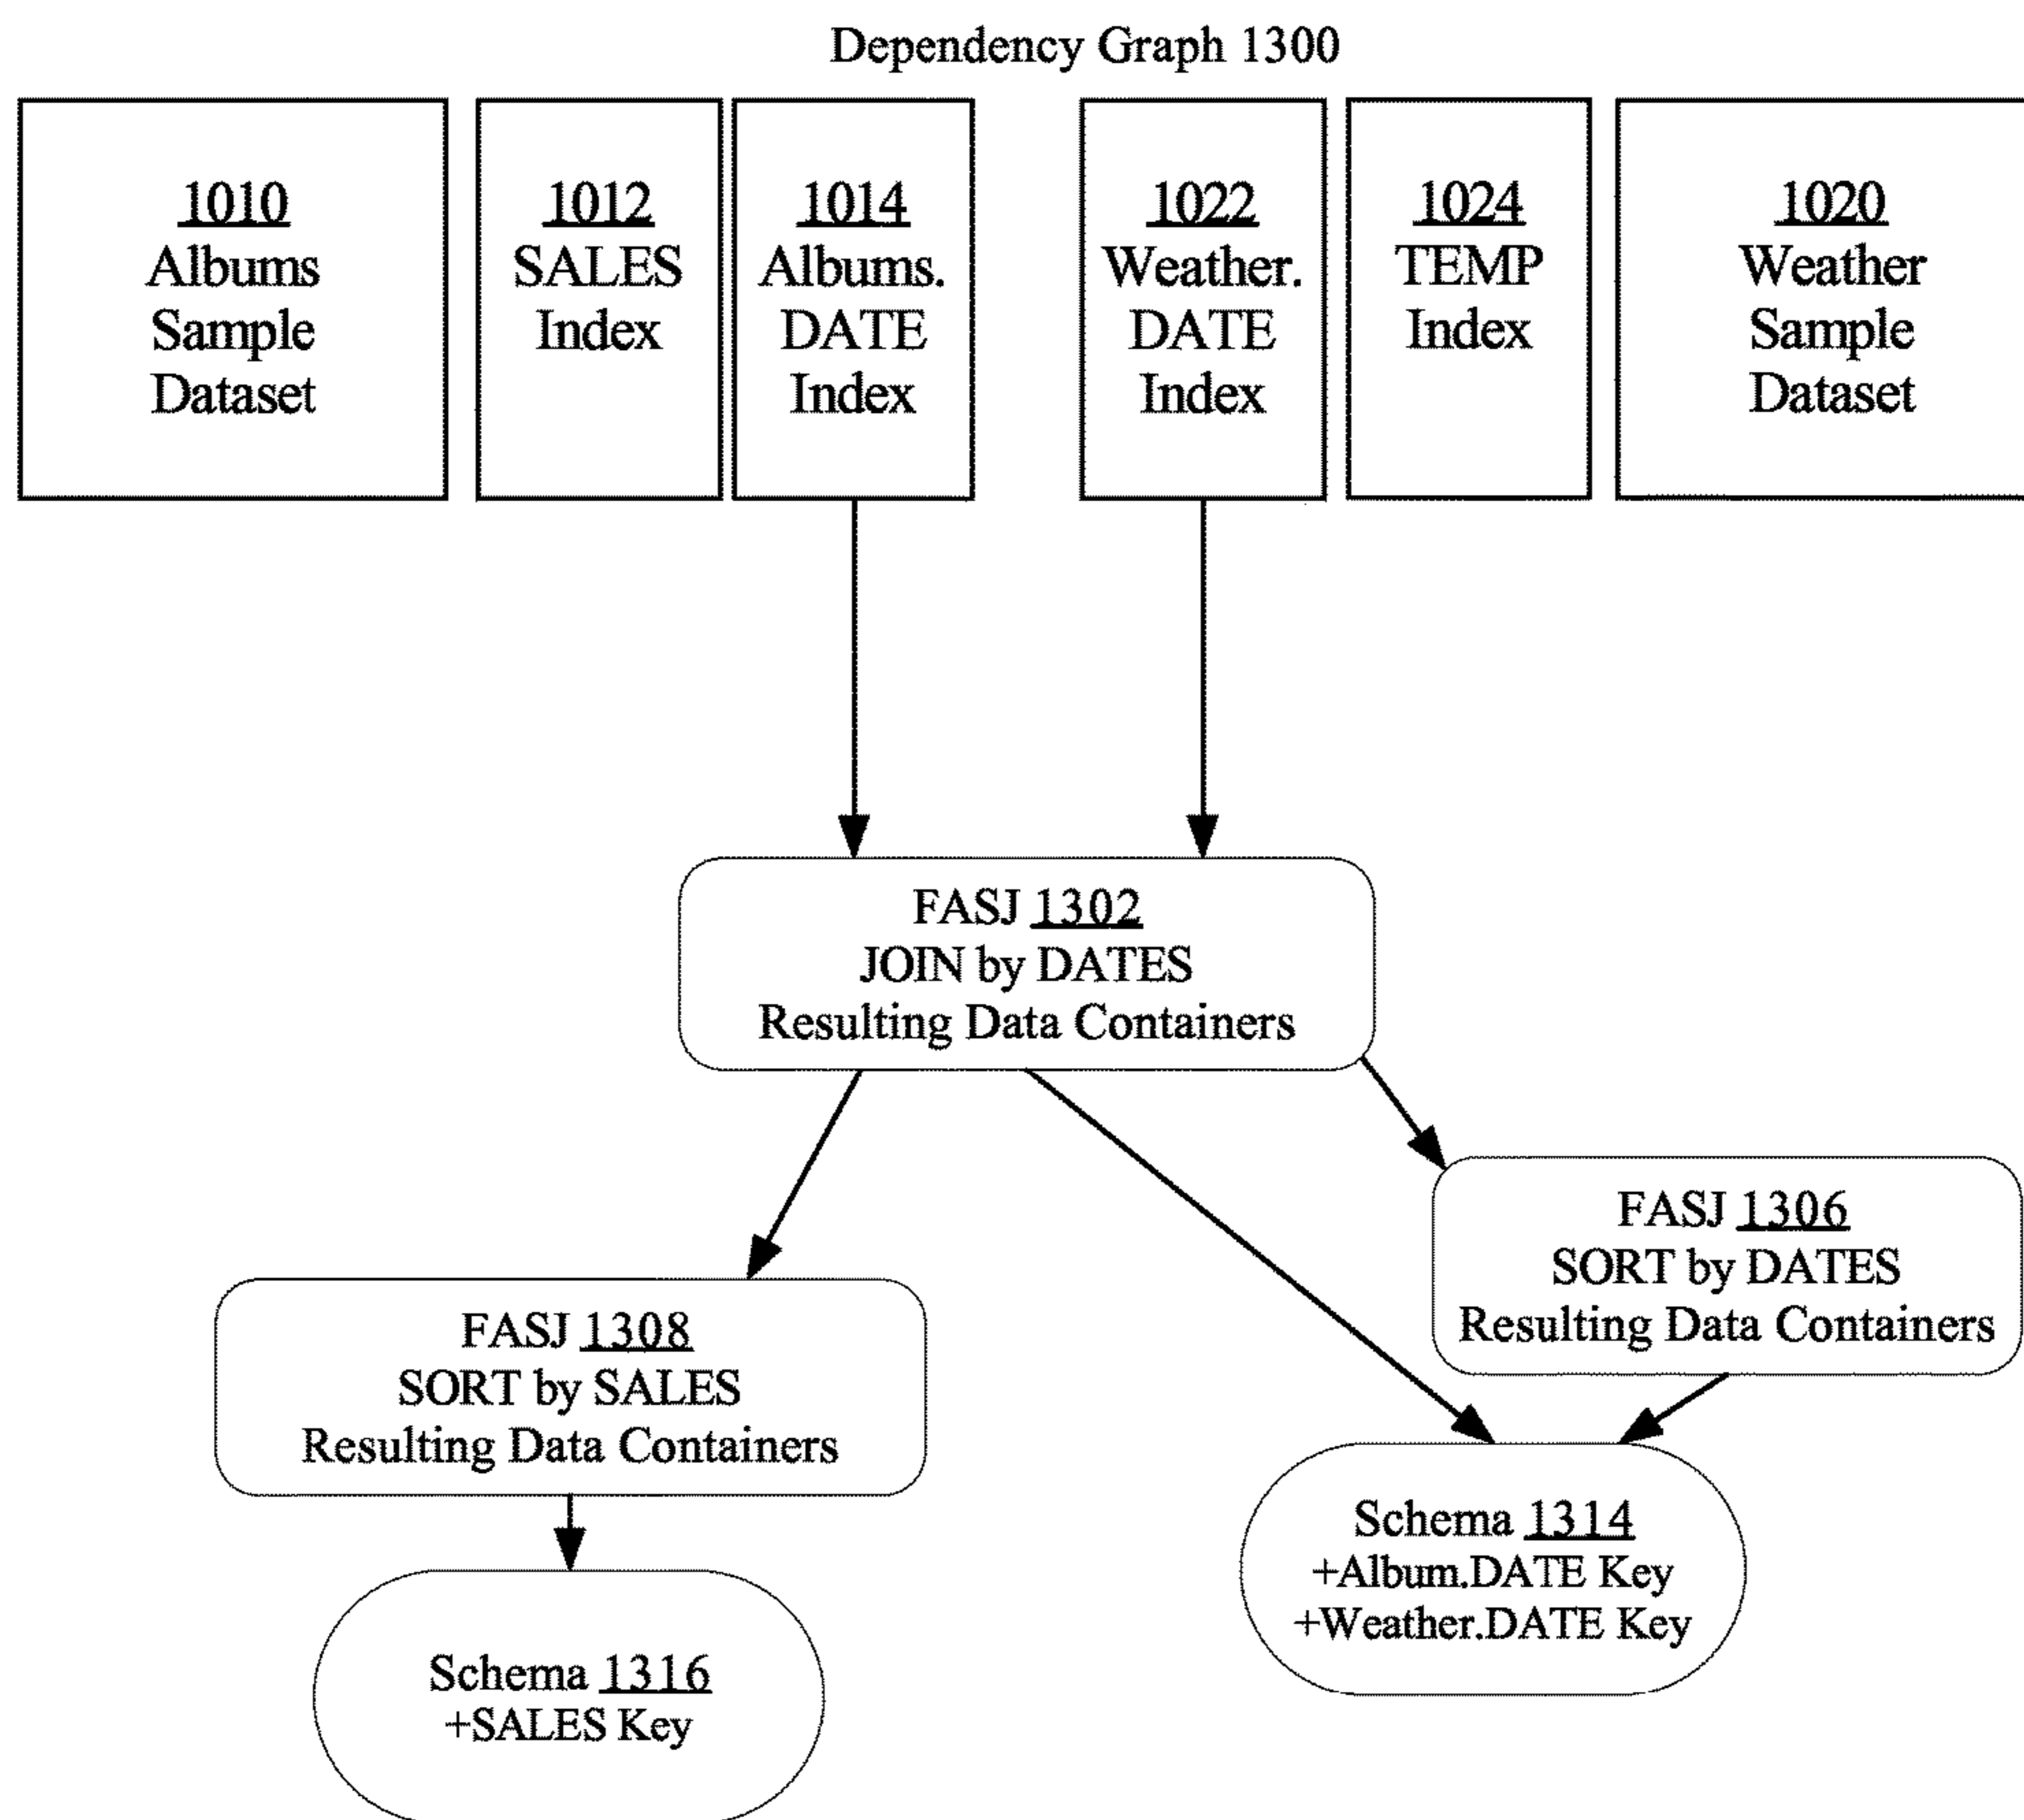 Dependency Graph 1300
1010
Albums
Sample
Dataset
1012
SALES
Index
1014
Albums.
DATE
Index
1022
Weather.
DATE
Index
1024
TEMP
Index
1020
Weather
Sample
Dataset
FASJ 1302
JOIN by DATES
Resulting Data Containers
FASJ 1306
SORT by DATES
Resulting Data Containers
FASJ 1308
SORT by SALES
Resulting Data Containers
Schema 1314
+Album.DATE Key
+Weather.DATE Key
Schema 1316
+SALES Key